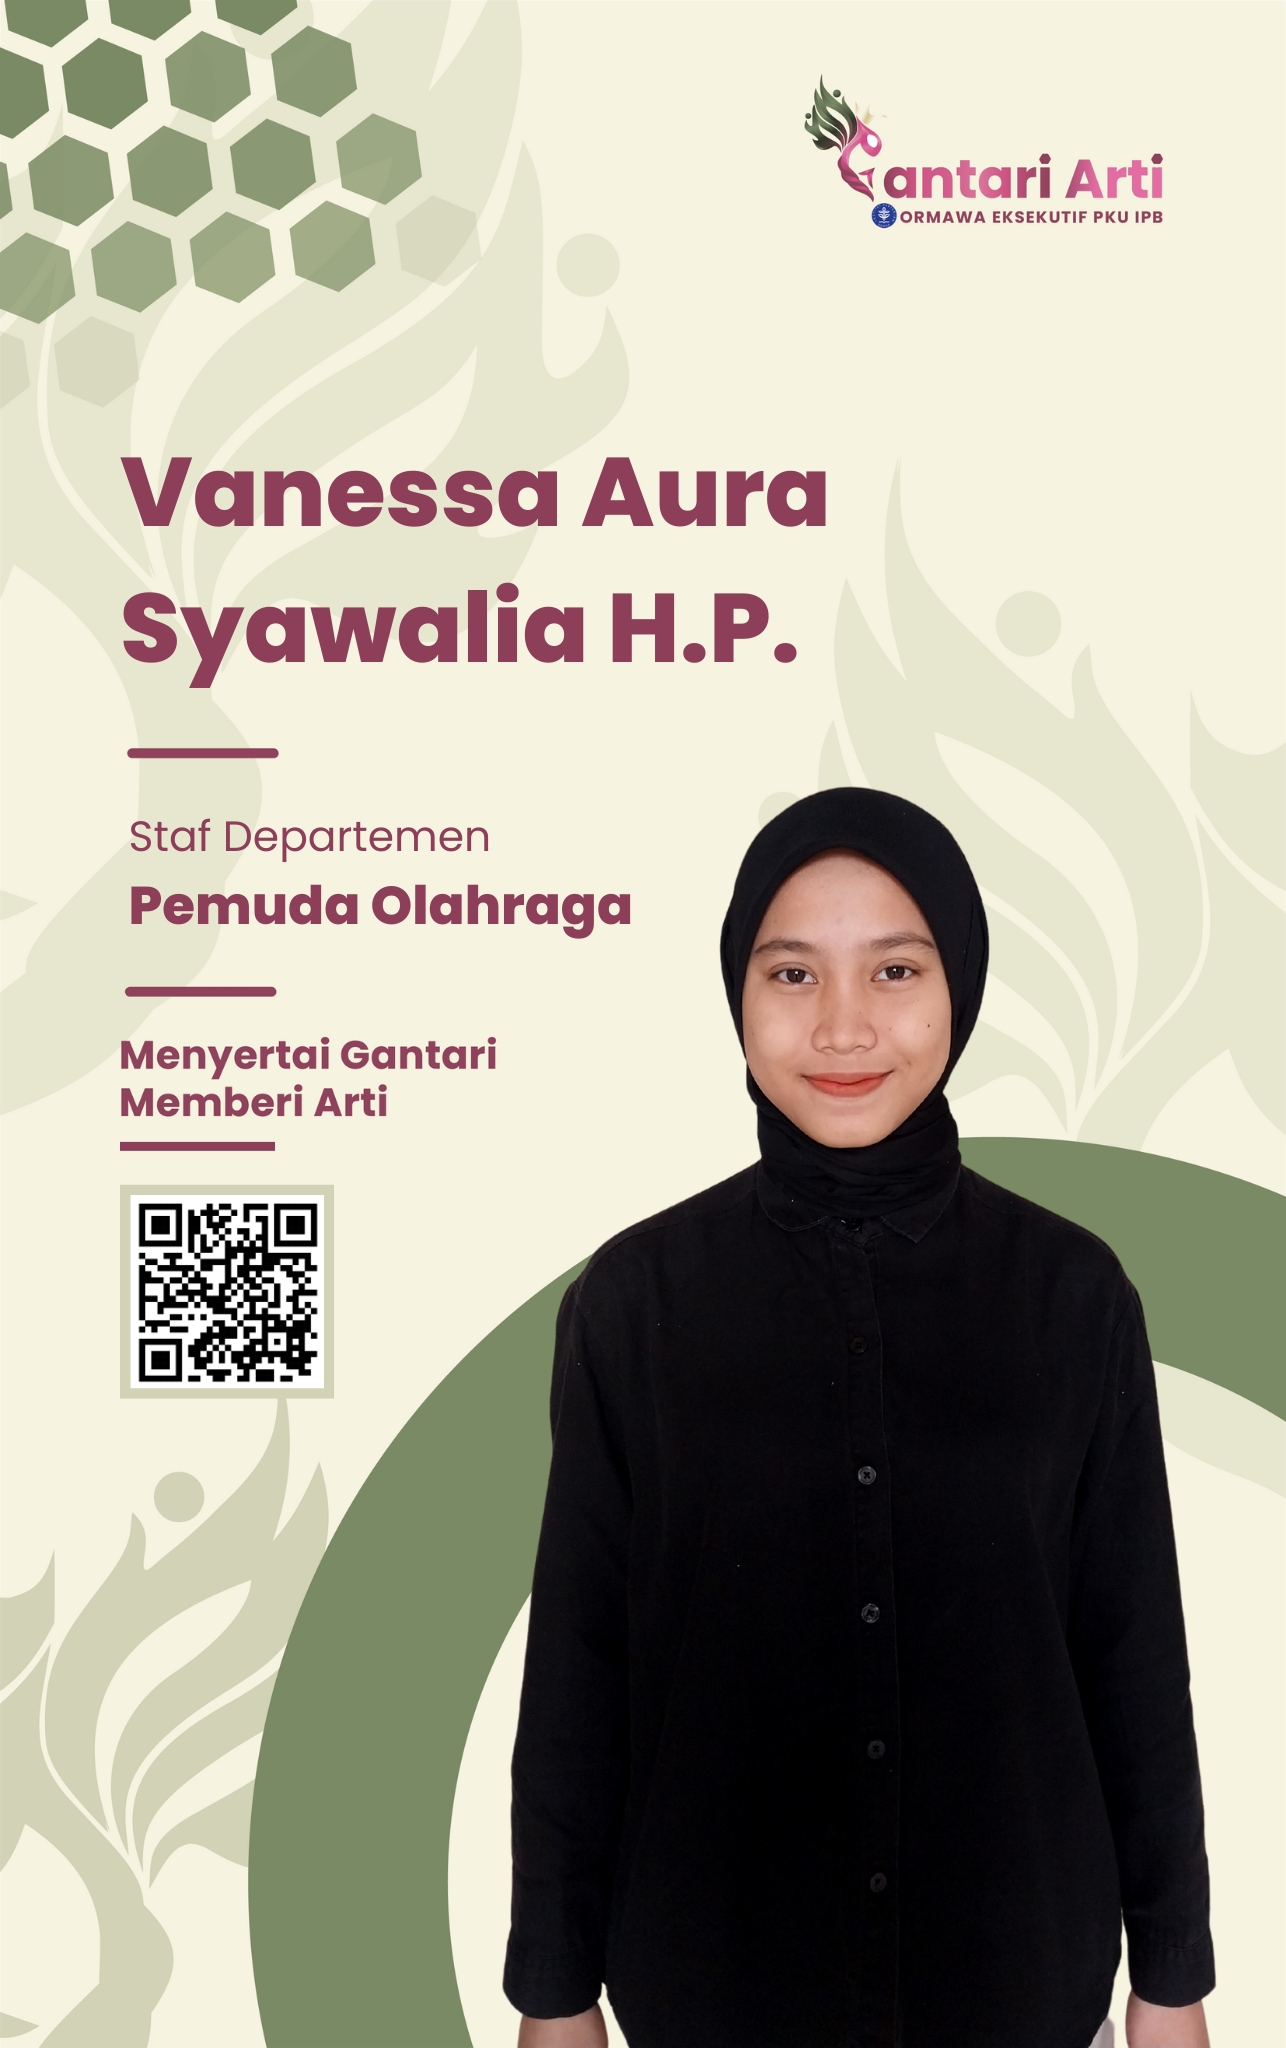 Gantari Arti
ORMAWA EKSEKUTIF PKU IPB
Vanessa Aura
Syawalia H.P.
Staf Departemen
Pemuda Olahraga
Menyertai Gantari
Memberi Arti